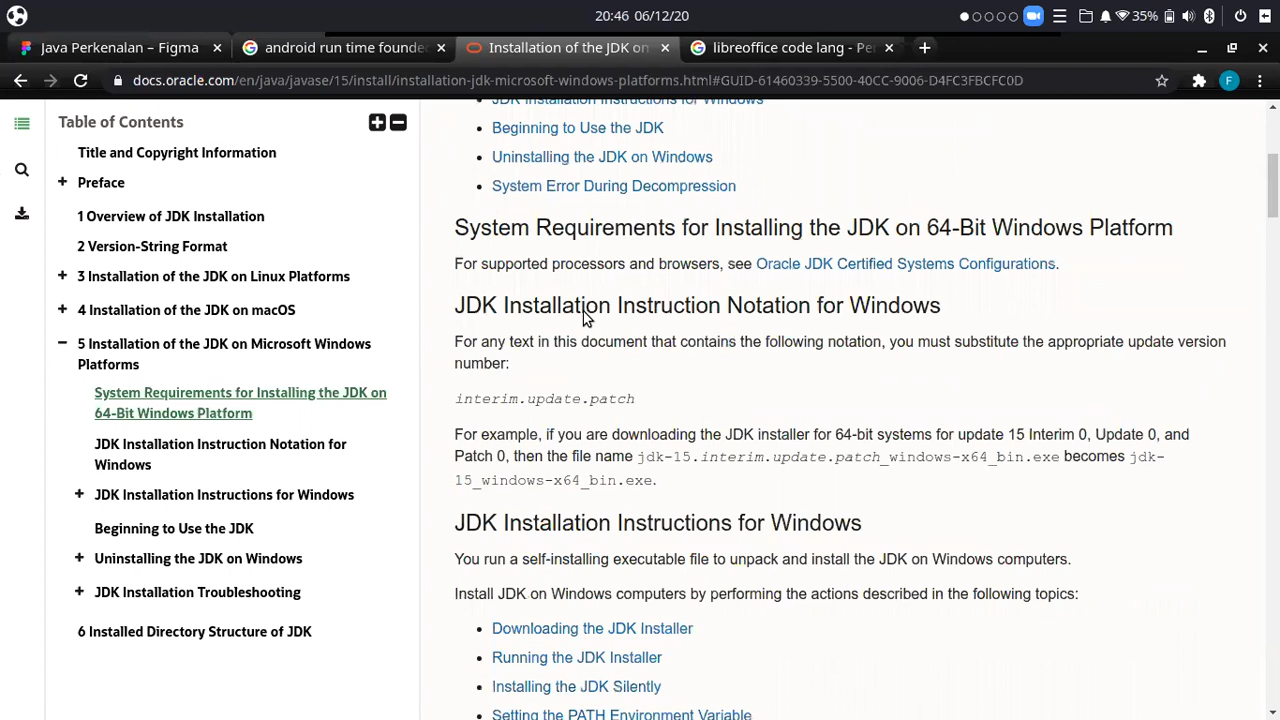 20:46 06/12/20
35%
Java Perkenalan – Figma
android run time founde
Installation of the JDK on
libreoffice code lang - Pe
docs.oracle.com/en/java/javase/15/install/installation-jdk-microsoft-windows-platforms.html#GUID-61460339-5500-40CC-9006-D4FC3FBCFC0D
F
Table of Contents
Title and Copyright Information
Preface
1 Overview of JDK Installation
2 Version-String Format
3 Installation of the JDK on Linux Platforms
4 Installation of the JDK on macOS
5 Installation of the JDK on Microsoft Windows
Platforms
System Requirements for Installing the JDK on
64-Bit Windows Platform
JDK Installation Instruction Notation for
Windows
JDK Installation Instructions for Windows
Beginning to Use the JDK
Uninstalling the JDK on Windows
JDK Installation Troubleshooting
6 Installed Directory Structure of JDK
JDK Installation Instructions for Windows
Beginning to Use the JDK
Uninstalling the JDK on Windows
System Error During Decompression
System Requirements for Installing the JDK on 64-Bit Windows Platform
For supported processors and browsers, see Oracle JDK Certified Systems Configurations.
JDK Installation Instruction Notation for Windows
For any text in this document that contains the following notation, you must substitute the appropriate update version
number:
interim.update.patch
For example, if you are downloading the JDK installer for 64-bit systems for update 15 Interim 0, Update 0, and
Patch 0, then the file name jdk-15.interim.update.patch_windows-x64_bin.exe becomes jdk-
15_windows-x64_bin.exe.
JDK Installation Instructions for Windows
You run a self-installing executable file to unpack and install the JDK on Windows computers.
Install JDK on Windows computers by performing the actions described in the following topics:
Downloading the JDK Installer
Running the JDK Installer
Installing the JDK Silently
Setting the PATH Environment Variable